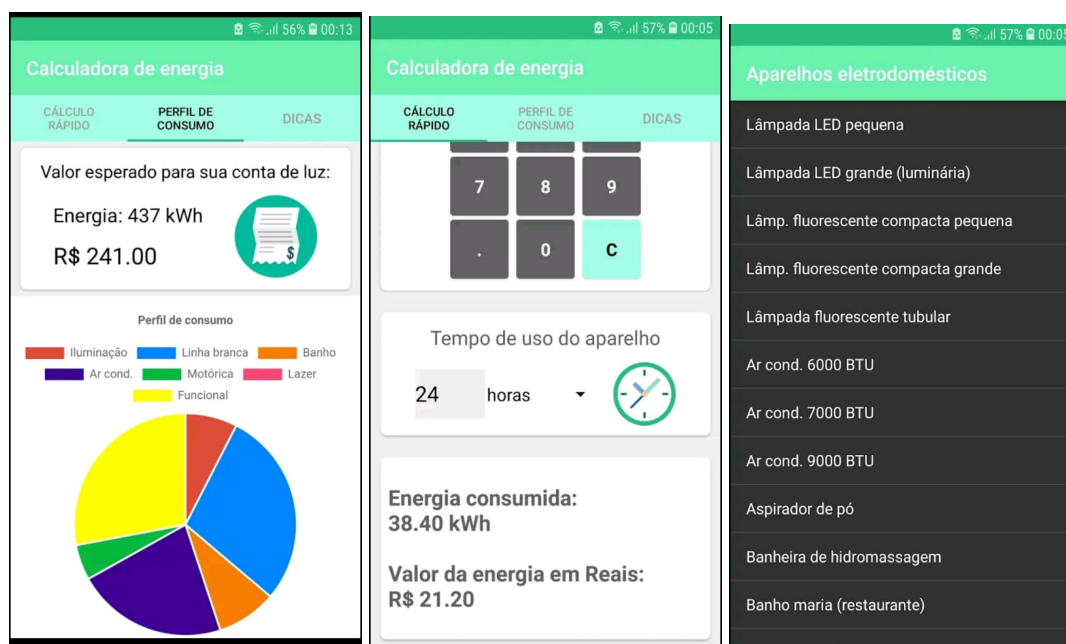 56% 00:13
Calculadora de energia
CÁLCULO
RÁPIDO
PERFIL DE
CONSUMO
DICAS
Valor esperado para sua conta de luz:
Energia: 437 kWh
R$ 241.00
$
Perfil de consumo
Iluminação Linha branca Banho
Ar cond. Motórica Lazer
Funcional
57% 00:05
Calculadora de energia
CÁLCULO
RÁPIDO
PERFIL DE
CONSUMO
DICAS
7 8 9
. 0 C
Tempo de uso do aparelho
24 horas
Energia consumida:
38.40 kWh
Valor da energia em Reais:
R$ 21.20
57% 00:05
Aparelhos eletrodomésticos
Lâmpada LED pequena
Lâmpada LED grande (luminária)
Lâmp. fluorescente compacta pequena
Lâmp. fluorescente compacta grande
Lâmpada fluorescente tubular
Ar cond. 6000 BTU
Ar cond. 7000 BTU
Ar cond. 9000 BTU
Aspirador de pó
Banheira de hidromassagem
Banho maria (restaurante)